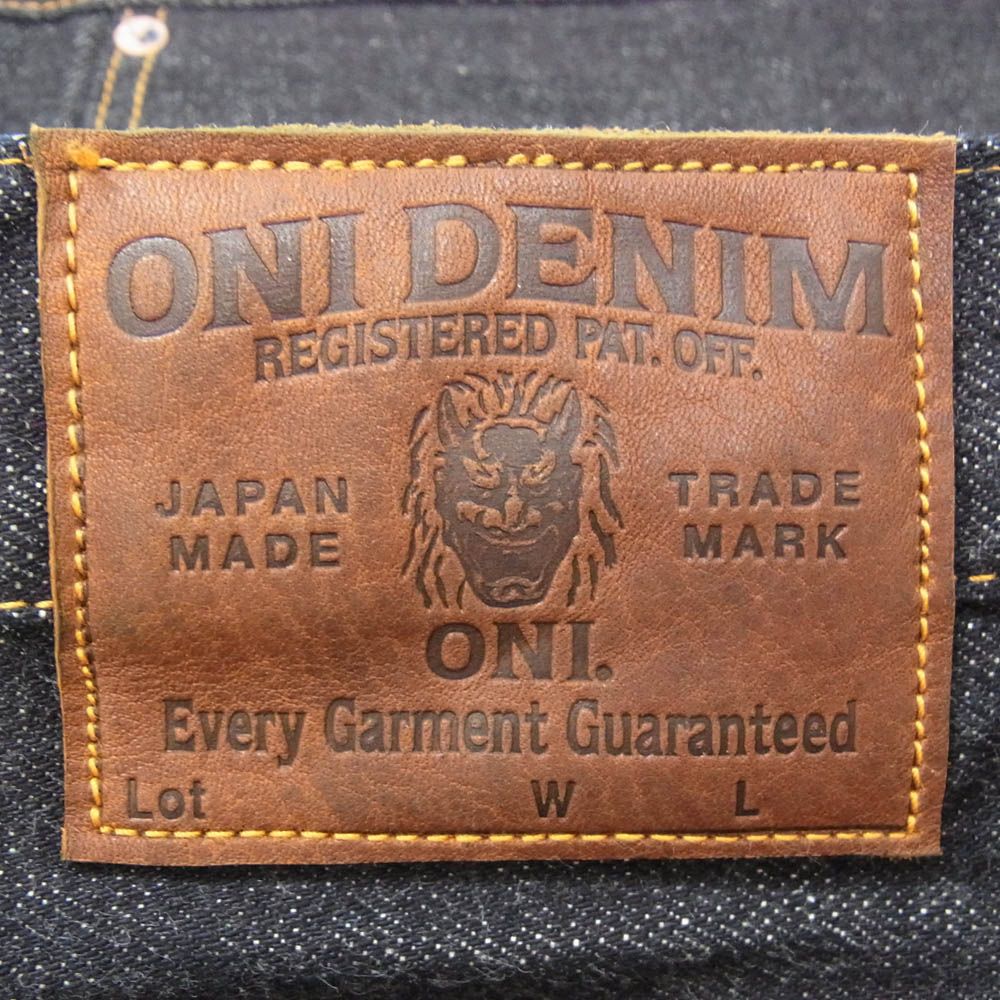 ONI DENIM
REGISTERED PAT. OFF.
JAPAN
MADE
TRADE
MARK
ONI.
Every Garment Guaranteed
Lot W L